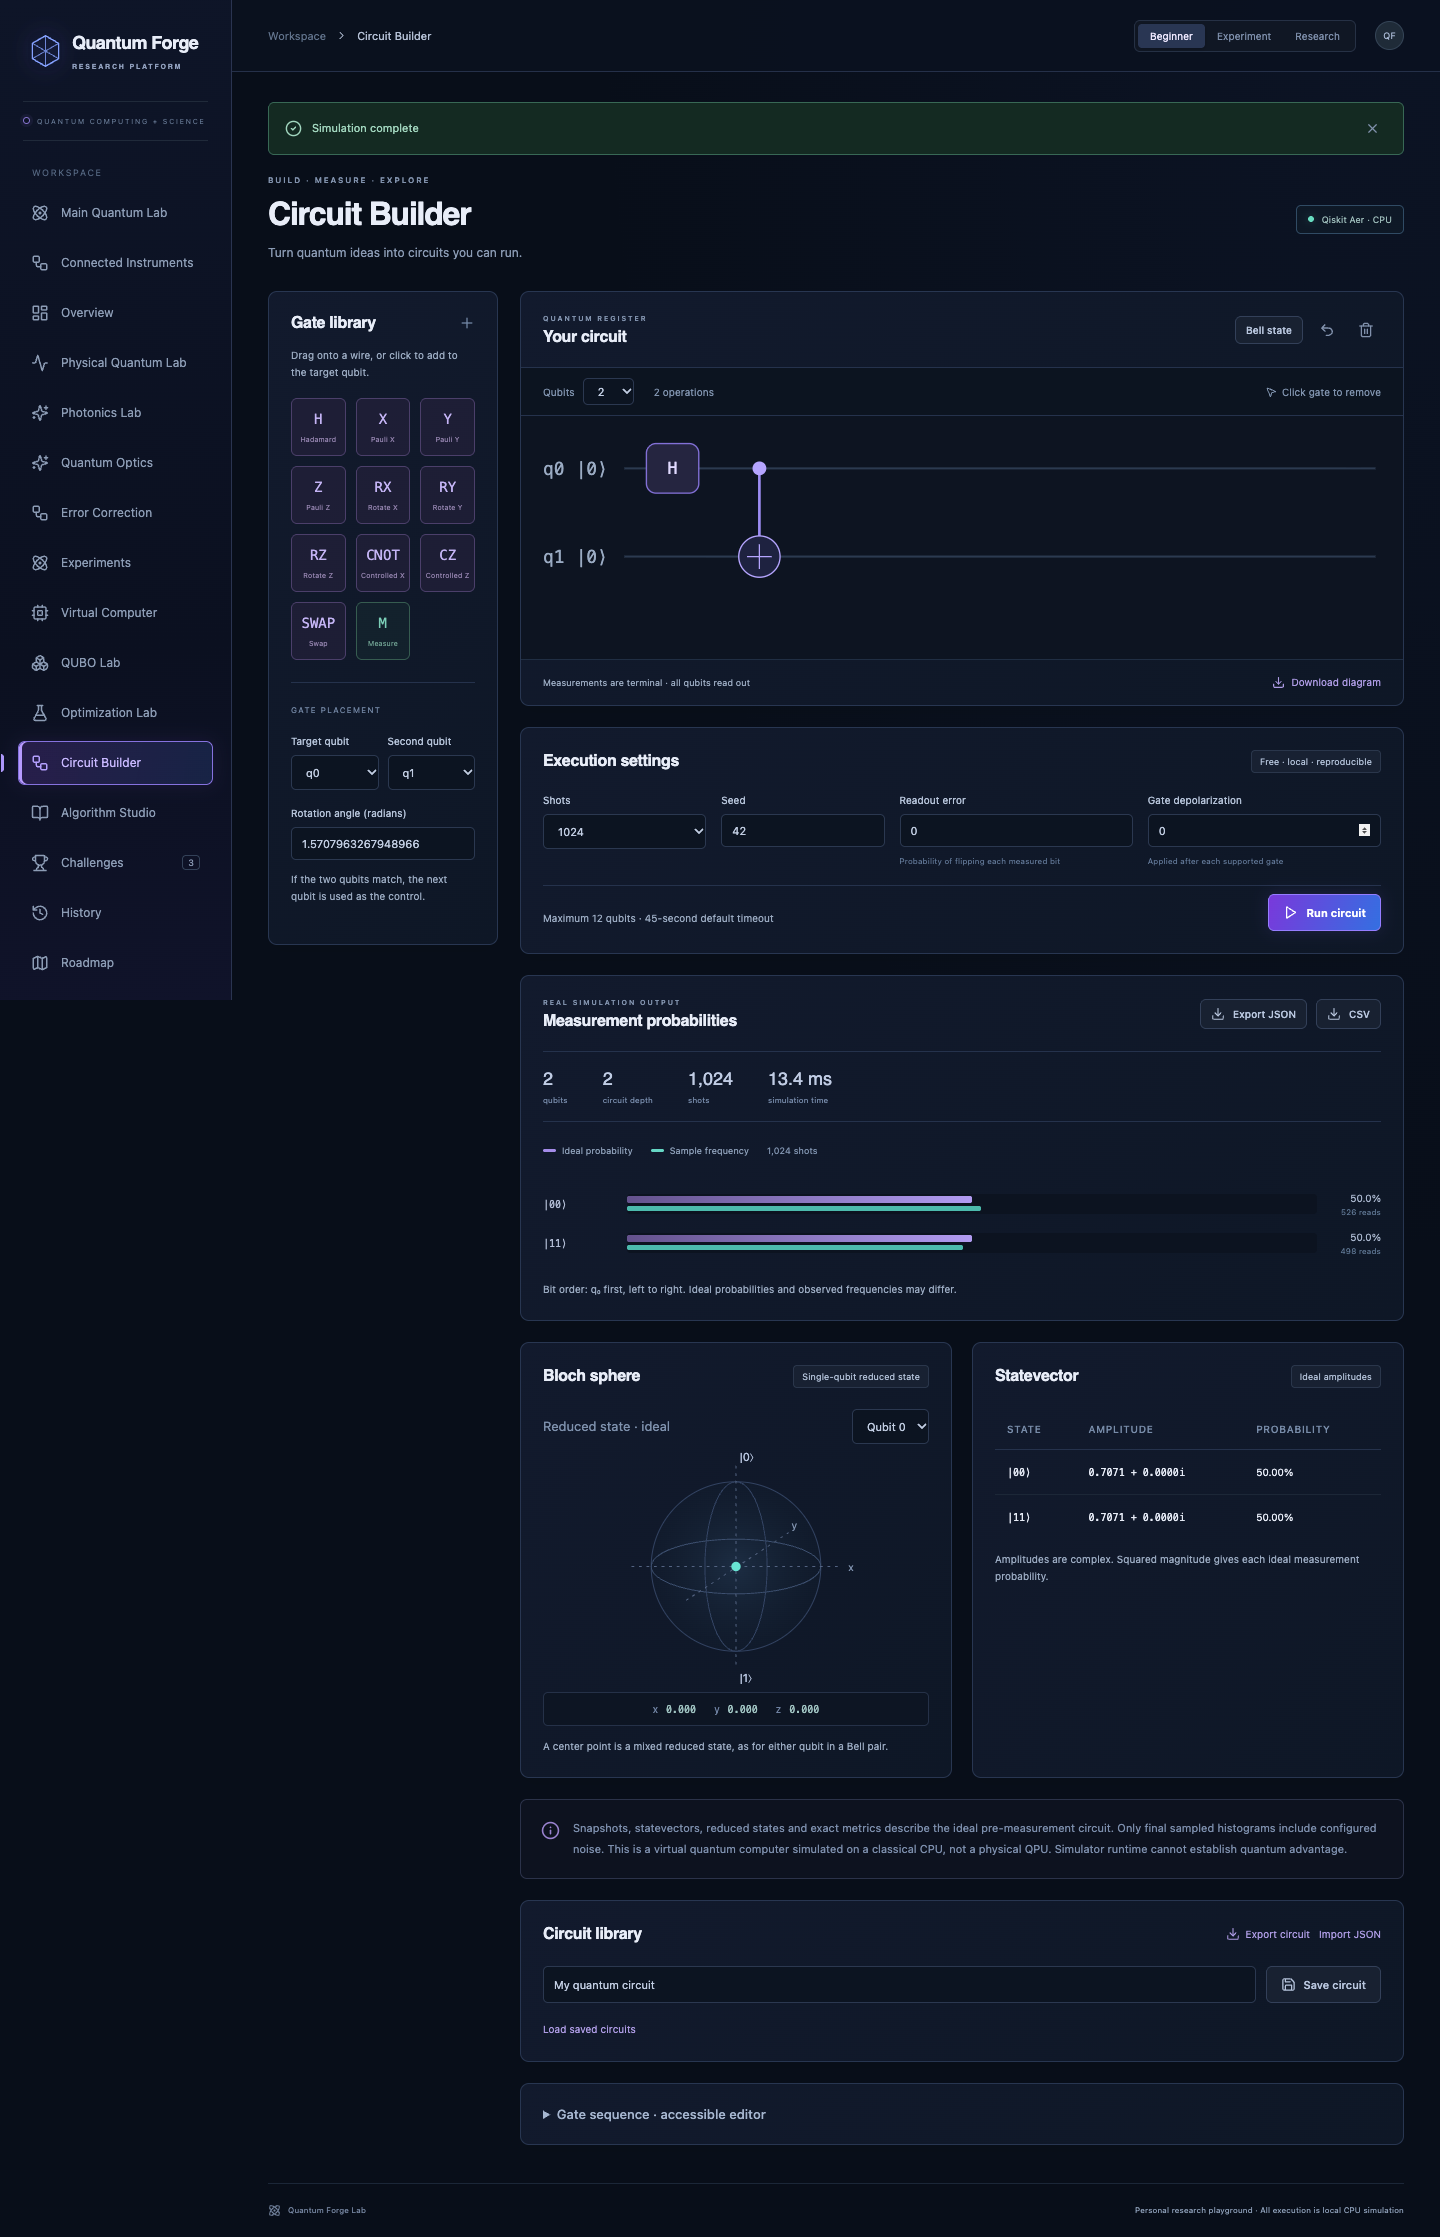 Quantum Forge
RESEARCH PLATFORM
QUANTUM COMPUTING + SCIENCE
WORKSPACE
Main Quantum Lab
Connected Instruments
Overview
Physical Quantum Lab
Photonics Lab
Quantum Optics
Error Correction
Experiments
Virtual Computer
QUBO Lab
Optimization Lab
Circuit Builder
Algorithm Studio
Challenges 3
History
Roadmap
Workspace > Circuit Builder
Beginner Experiment Research QF
Simulation complete
BUILD · MEASURE · EXPLORE
Circuit Builder
Turn quantum ideas into circuits you can run.
Qiskit Aer · CPU
Gate library
Drag onto a wire, or click to add to
the target qubit.
H X Y
Hadamard Pauli X Pauli Y
Z RX RY
Pauli Z Rotate X Rotate Y
RZ CNOT CZ
Rotate Z Controlled X Controlled Z
SWAP M
Swap Measure
GATE PLACEMENT
Target qubit Second qubit
q0 q1
Rotation angle (radians)
1.5707963267948966
If the two qubits match, the next
qubit is used as the control.
QUANTUM REGISTER
Your circuit
Bell state
Qubits 2 2 operations Click gate to remove
q0 |0⟩ H
q1 |0⟩
Measurements are terminal · all qubits read out Download diagram
Execution settings Free · local · reproducible
Shots Seed Readout error Gate depolarization
1024 42 0 0
Probability of flipping each measured bit Applied after each supported gate
Maximum 12 qubits · 45-second default timeout Run circuit
REAL SIMULATION OUTPUT
Measurement probabilities
Export JSON CSV
2 2 1,024 13.4 ms
qubits circuit depth shots simulation time
Ideal probability Sample frequency 1,024 shots
|00⟩ 50.0%
526 reads
|11⟩ 50.0%
498 reads
Bit order: q₀ first, left to right. Ideal probabilities and observed frequencies may differ.
Bloch sphere Single-qubit reduced state
Reduced state · ideal Qubit 0
|0⟩
y
x
|1⟩
x 0.000 y 0.000 z 0.000
A center point is a mixed reduced state, as for either qubit in a Bell pair.
Statevector Ideal amplitudes
STATE AMPLITUDE PROBABILITY
|00⟩ 0.7071 + 0.0000i 50.00%
|11⟩ 0.7071 + 0.0000i 50.00%
Amplitudes are complex. Squared magnitude gives each ideal measurement
probability.
Snapshots, statevectors, reduced states and exact metrics describe the ideal pre-measurement circuit. Only final sampled histograms include configured
noise. This is a virtual quantum computer simulated on a classical CPU, not a physical QPU. Simulator runtime cannot establish quantum advantage.
Circuit library Export circuit Import JSON
My quantum circuit Save circuit
Load saved circuits
Gate sequence · accessible editor
Quantum Forge Lab Personal research playground · All execution is local CPU simulation